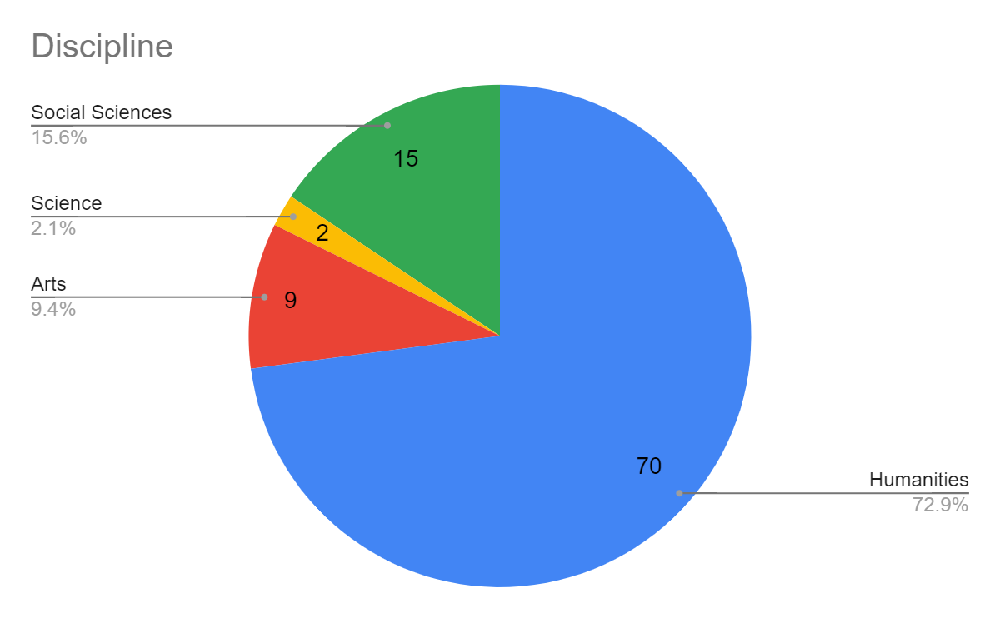 Discipline
Social Sciences
15.6%
15
Science
2.1%
2
Arts
9.4%
9
70
Humanities
72.9%